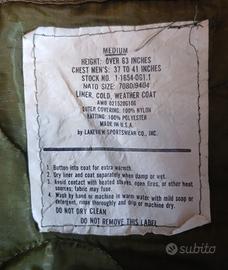 MEDIUM
HEIGHT: OVER 63 INCHES
CHEST MEN'S: 37 TO 41 INCHES
STOCK NO. 1-1654-0G1.1
NATO SIZE: 7080/9404
LINER, COLD, WEATHER COAT
AWB 02152OG106
OUTER COVERING: 100% NYLON
BATTING: 100% POLYESTER
MADE IN U.S.A.
by LAKEVIEW SPORTSWEAR CO., INC.
1 Button into coat for extra warmth.
2. Dry liner and coat separately when damp or wet.
3. Avoid contact with heated stoves, open fires, or other heat
sources; fabric may fuse.
4. Wash by hand or machine in warm water with mild soap or
Detergent, rinse thoroughly and drip or machine dry.
DO NOT DRY CLEAN
DO NOT REMOVE THIS LABEL
subito